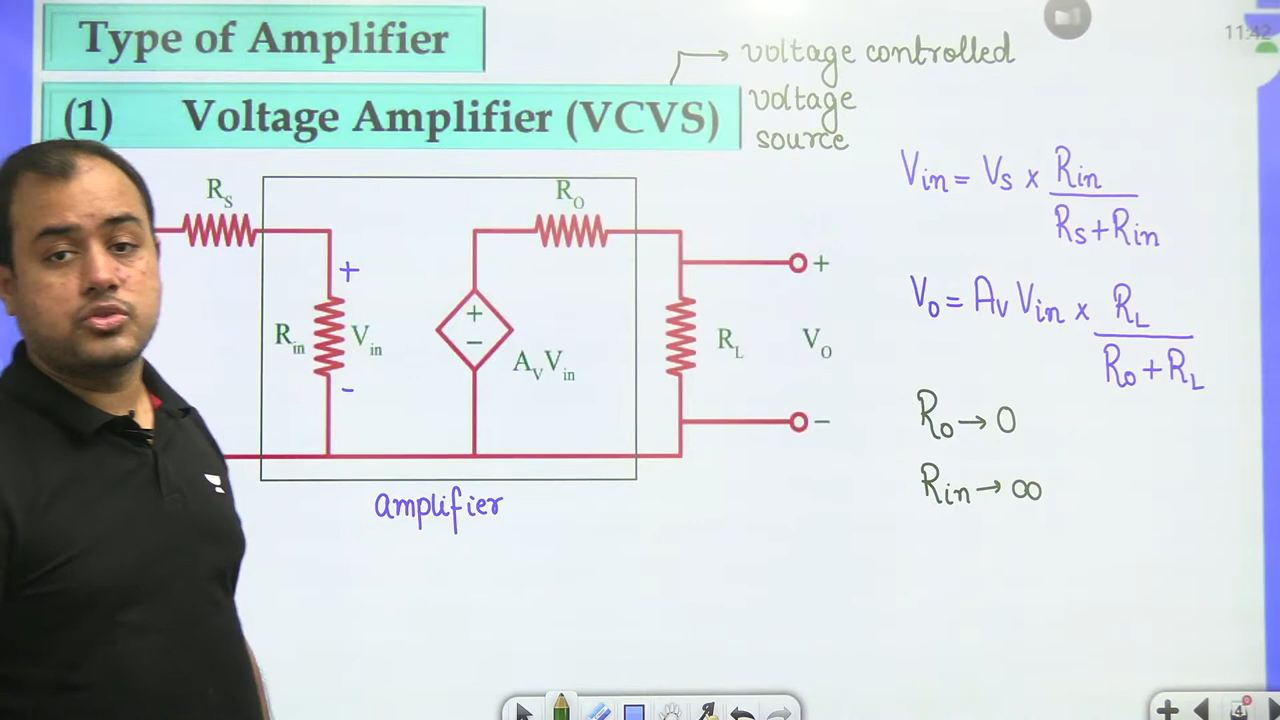 Type of Amplifier
(1) Voltage Amplifier (VCVS)
voltage controlled
voltage
source
11:42
R_S
R_in
+
V_in
-
+
−
A_V V_in
R_O
R_L
+
V_O
−
amplifier
V_in = V_S × R_in / (R_S + R_in)
V_o = A_V V_in × R_L / (R_o + R_L)
R_o → 0
R_in → ∞
4